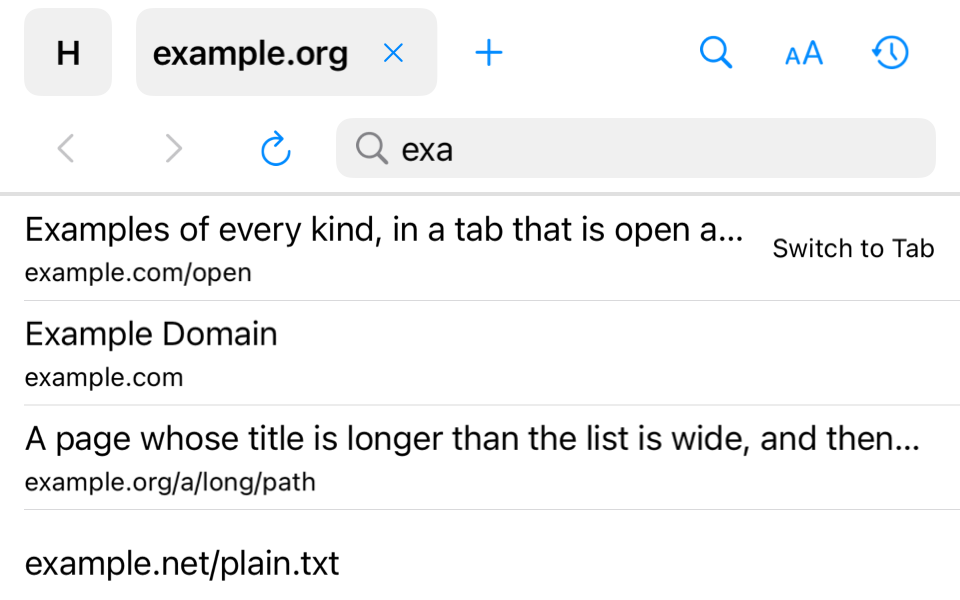 H
example.org
AA
exa
Examples of every kind, in a tab that is open a...
Switch to Tab
example.com/open
Example Domain
example.com
A page whose title is longer than the list is wide, and then...
example.org/a/long/path
example.net/plain.txt